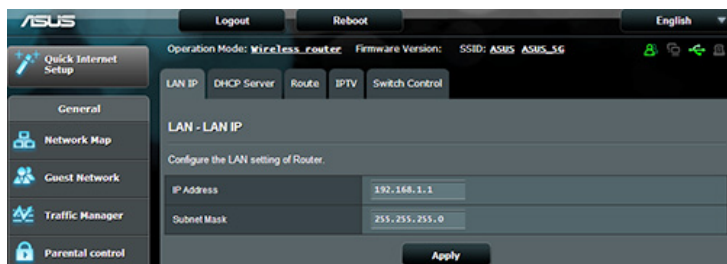 ASUS Logout Reboot English
Quick Internet Setup
Operation Mode: Wireless router Firmware Version: SSID: ASUS ASUS_5G
LAN IP DHCP Server Route IPTV Switch Control
General
LAN - LAN IP
Network Map
Configure the LAN setting of Router.
Guest Network
IP Address 192.168.1.1
Traffic Manager
Subnet Mask 255.255.255.0
Parental control
Apply